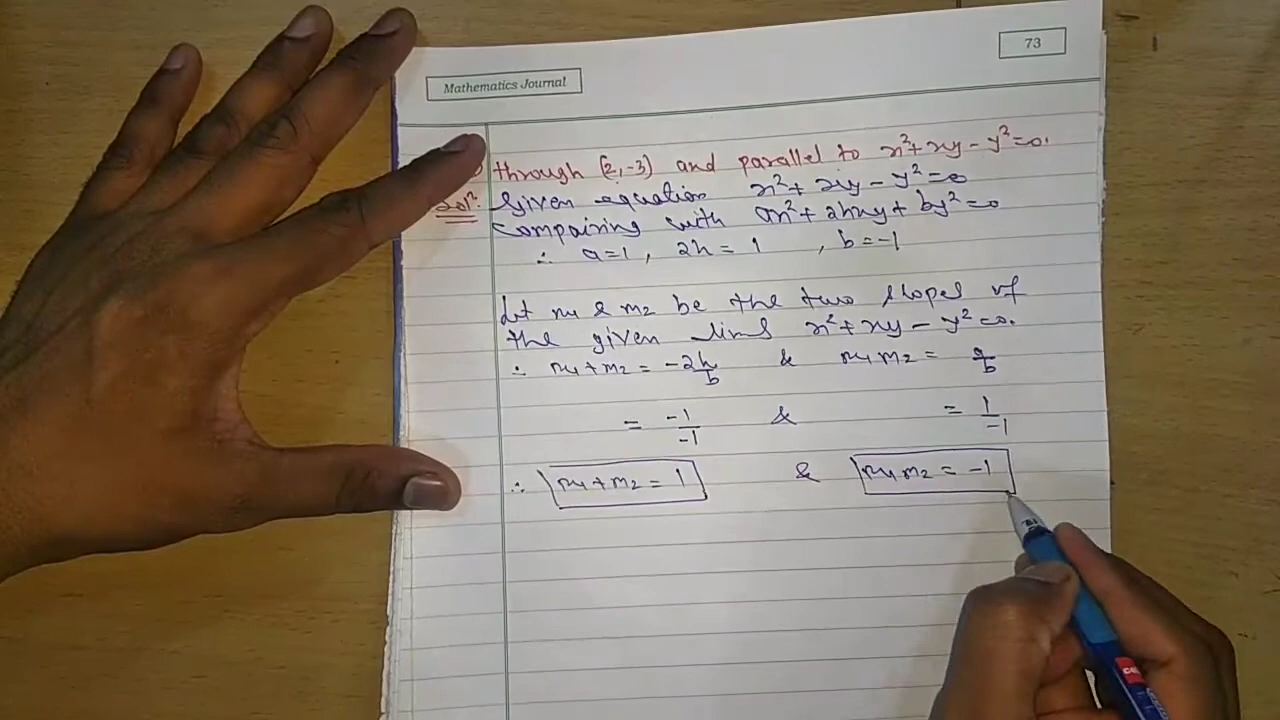 73
Mathematics Journal
through (2,-3) and parallel to x²+xy-y²=0.
Solⁿ. Given equation x²+xy-y²=0
Compairing with ax²+2hxy+by²=0
∴ a=1, 2h=1, b=-1
Let m₁ & m₂ be the two slopes of
the given lines x²+xy-y²=0.
∴ m₁+m₂ = -2h/b & m₁m₂ = a/b
= -1/-1 & = 1/-1
∴ m₁+m₂ = 1 & m₁m₂ = -1